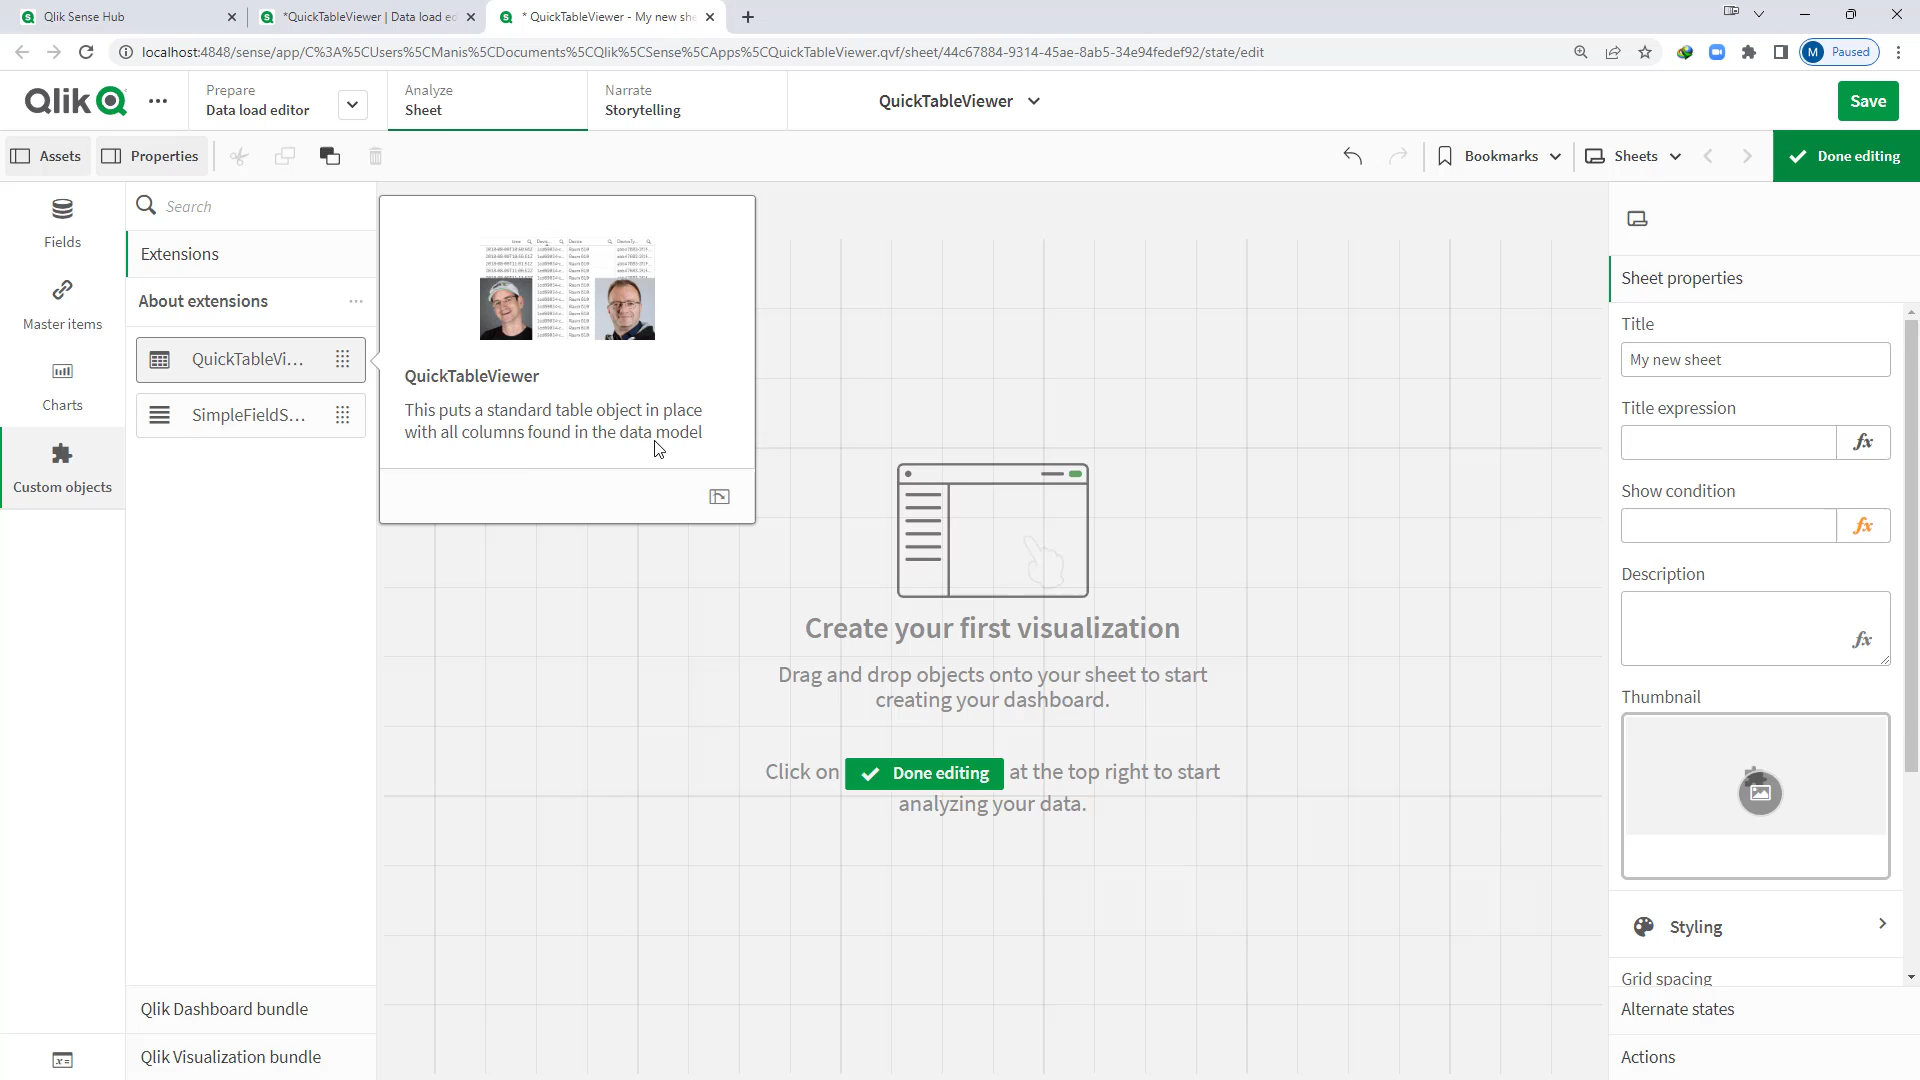 Qlik Sense Hub
*QuickTableViewer | Data load ed
* QuickTableViewer - My new she
localhost:4848/sense/app/C%3A%5CUsers%5CManis%5CDocuments%5CQlik%5CSense%5CApps%5CQuickTableViewer.qvf/sheet/44c67884-9314-45ae-8ab5-34e94fedef92/state/edit
M Paused
Qlik
Prepare
Data load editor
Analyze
Sheet
Narrate
Storytelling
QuickTableViewer
Save
Assets
Properties
Bookmarks
Sheets
Done editing
Fields
Master items
Charts
Custom objects
Search
Extensions
About extensions
QuickTableVi...
SimpleFieldS...
Qlik Dashboard bundle
Qlik Visualization bundle
QuickTableViewer
This puts a standard table object in place
with all columns found in the data model
Create your first visualization
Drag and drop objects onto your sheet to start
creating your dashboard.
Click on Done editing at the top right to start
analyzing your data.
Sheet properties
Title
My new sheet
Title expression
fx
Show condition
fx
Description
fx
Thumbnail
Styling
Grid spacing
Alternate states
Actions